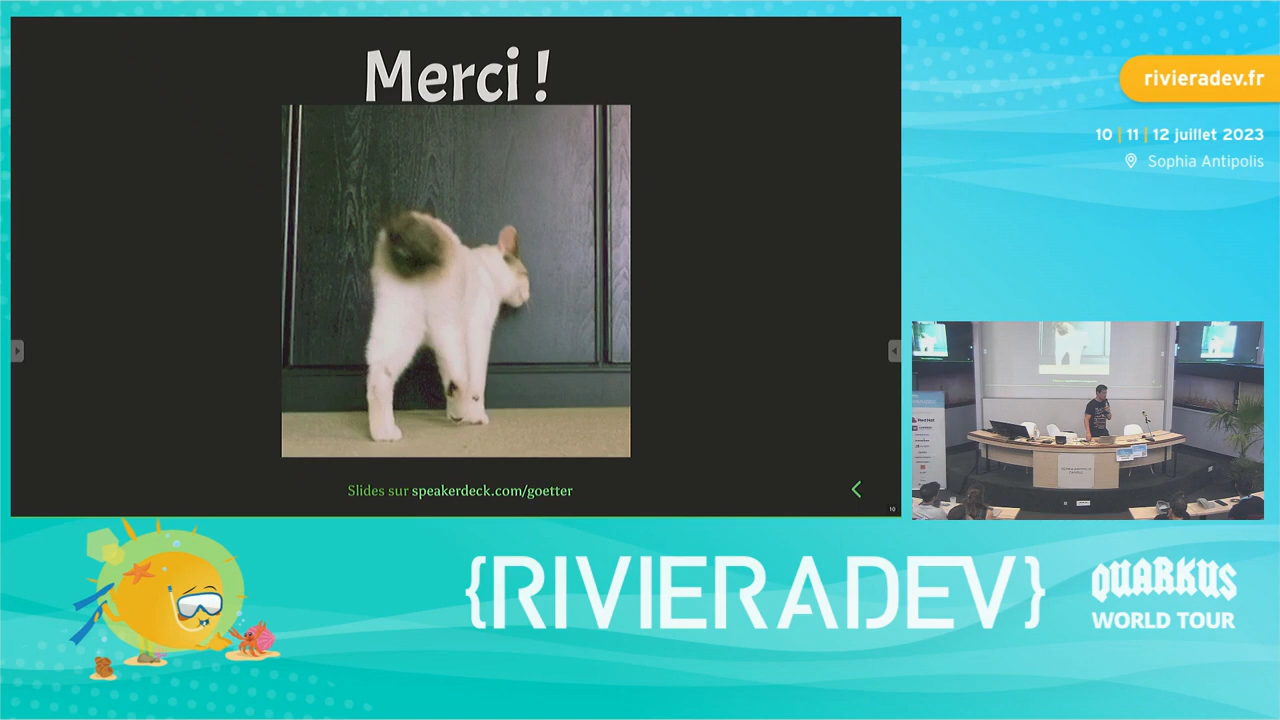 Merci !
Slides sur speakerdeck.com/goetter
10
rivieradev.fr
10 | 11 | 12 juillet 2023
Sophia Antipolis
{RIVIERADEV}
QUARKUS
WORLD TOUR